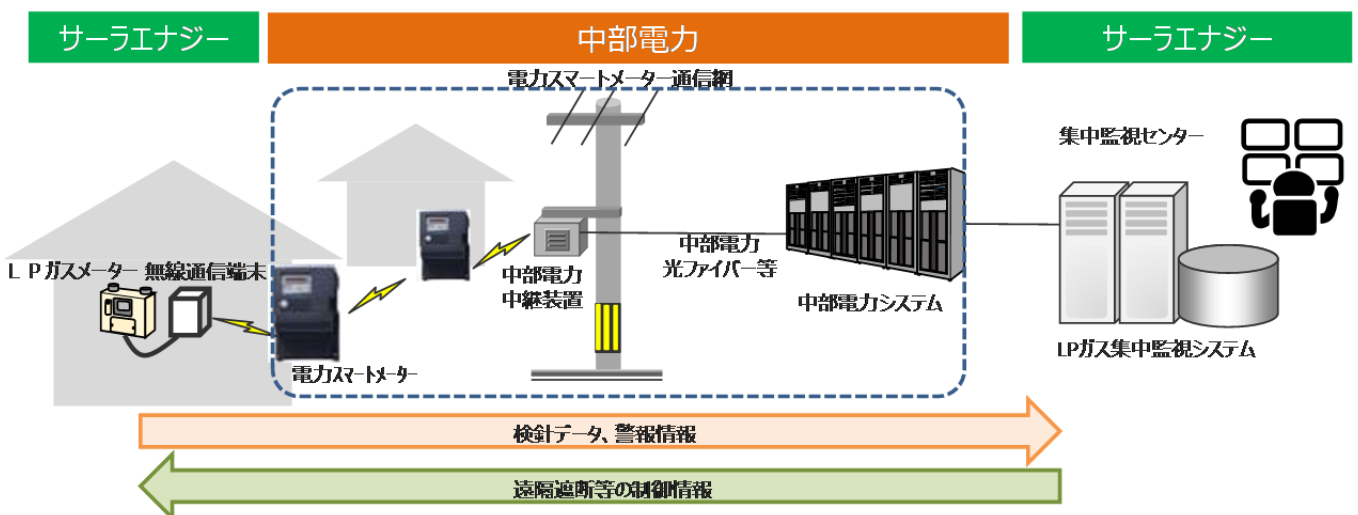 サーラエナジー
中部電力
サーラエナジー
電力スマートメーター通信網
集中監視センター
LPガスメーター 無線通信端末
中部電力
中継装置
中部電力
光ファイバー等
中部電力システム
LPガス集中監視システム
電力スマートメーター
検針データ、警報情報
遠隔遮断等の制御情報